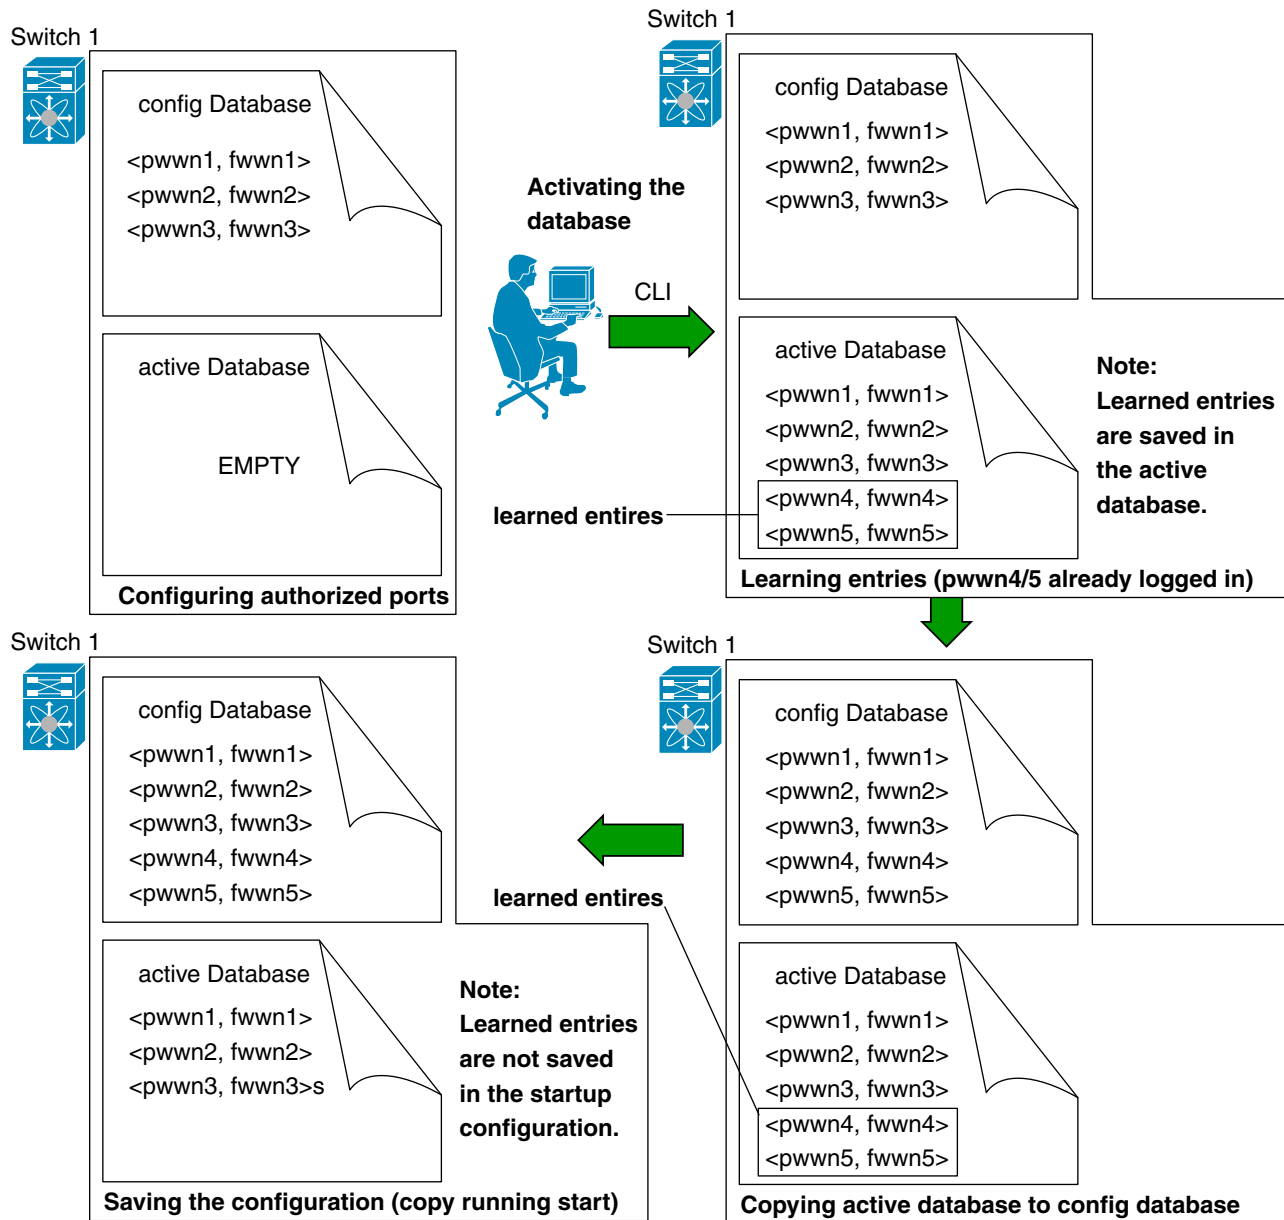 Switch 1
config Database
<pwwn1, fwwn1>
<pwwn2, fwwn2>
<pwwn3, fwwn3>
active Database
EMPTY
Configuring authorized ports
Activating the
database
CLI
Switch 1
config Database
<pwwn1, fwwn1>
<pwwn2, fwwn2>
<pwwn3, fwwn3>
active Database
<pwwn1, fwwn1>
<pwwn2, fwwn2>
<pwwn3, fwwn3>
<pwwn4, fwwn4>
<pwwn5, fwwn5>
learned entires
Note:
Learned entries
are saved in
the active
database.
Learning entries (pwwn4/5 already logged in)
Switch 1
config Database
<pwwn1, fwwn1>
<pwwn2, fwwn2>
<pwwn3, fwwn3>
<pwwn4, fwwn4>
<pwwn5, fwwn5>
active Database
<pwwn1, fwwn1>
<pwwn2, fwwn2>
<pwwn3, fwwn3>s
Note:
Learned entries
are not saved
in the startup
configuration.
Saving the configuration (copy running start)
Switch 1
config Database
<pwwn1, fwwn1>
<pwwn2, fwwn2>
<pwwn3, fwwn3>
<pwwn4, fwwn4>
<pwwn5, fwwn5>
learned entires
active Database
<pwwn1, fwwn1>
<pwwn2, fwwn2>
<pwwn3, fwwn3>
<pwwn4, fwwn4>
<pwwn5, fwwn5>
Copying active database to config database